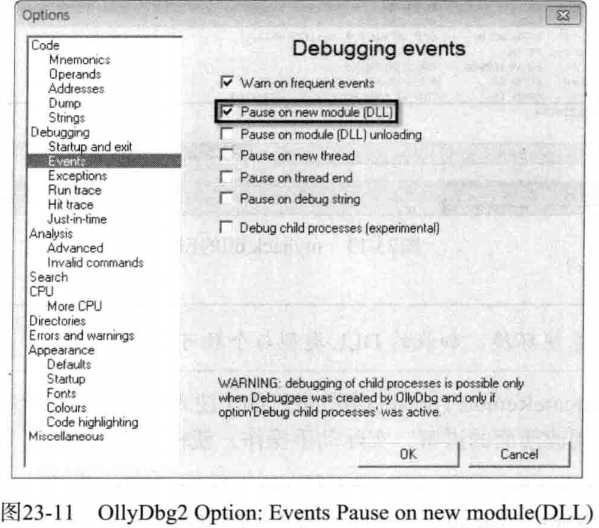 Options
Code
Mnemonics
Operands
Addresses
Dump
Strings
Debugging
Startup and exit
Events
Exceptions
Run trace
Hit trace
Just-in-time
Analysis
Advanced
Invalid commands
Search
CPU
More CPU
Directories
Errors and warnings
Appearance
Defaults
Startup
Fonts
Colours
Code highlighting
Miscellaneous
Debugging events
Warn on frequent events
Pause on new module (DLL)
Pause on module (DLL) unloading
Pause on new thread
Pause on thread end
Pause on debug string
Debug child processes (experimental)
WARNING: debugging of child processes is possible only
when Debuggee was created by OllyDbg and only if
option'Debug child processes' was active.
OK
Cancel
图23-11 OllyDbg2 Option: Events Pause on new module(DLL)